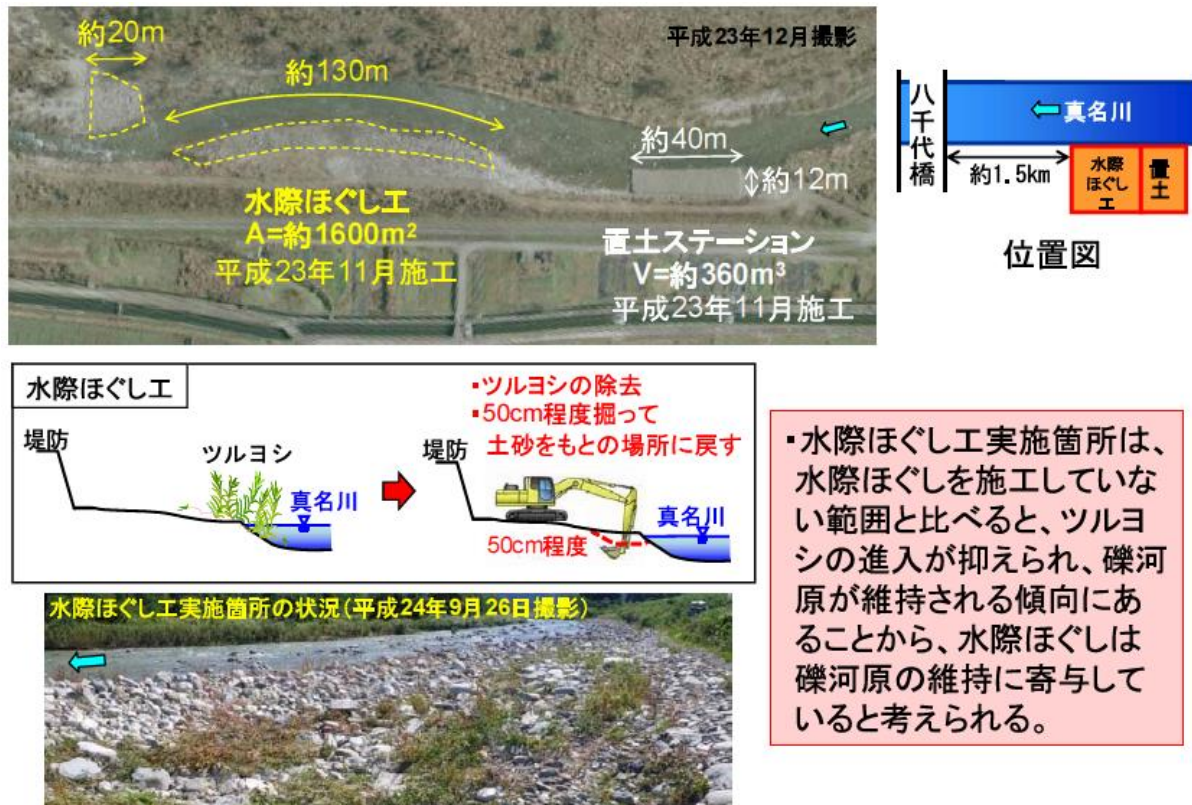 平成23年12月撮影
約20m
約130m
約40m
約12m
水際ほぐし工
A=約1600m²
平成23年11月施工
置土ステーション
V=約360m³
平成23年11月施工
八千代橋
真名川
約1.5km
水際
ほぐし
工
置土
位置図
水際ほぐし工
堤防
ツルヨシ
真名川
▪ツルヨシの除去
▪50cm程度掘って
土砂をもとの場所に戻す
堤防
真名川
50cm程度
水際ほぐし工実施箇所の状況(平成24年9月26日撮影)
▪水際ほぐし工実施箇所は、
水際ほぐしを施工していな
い範囲と比べると、ツルヨ
シの進入が抑えられ、礫河
原が維持される傾向にあ
ることから、水際ほぐしは
礫河原の維持に寄与して
いると考えられる。